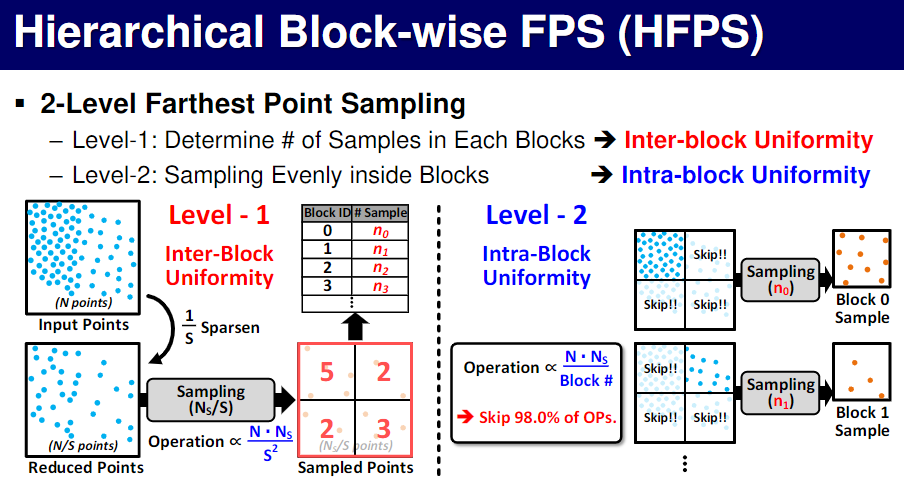 Hierarchical Block-wise FPS (HFPS)
▪ 2-Level Farthest Point Sampling
– Level-1: Determine # of Samples in Each Blocks ➔ Inter-block Uniformity
– Level-2: Sampling Evenly inside Blocks ➔ Intra-block Uniformity
(N points)
Input Points
1/S Sparsen
(N/S points)
Reduced Points
Level - 1
Inter-Block
Uniformity
Sampling
(Nₛ/S)
Operation ∝ N · Nₛ / S²
Block ID # Sample
0 n₀
1 n₁
2 n₂
3 n₃
⋮
5 2
2 3
(Nₛ/S points)
Sampled Points
Level - 2
Intra-Block
Uniformity
Operation ∝ N · Nₛ / Block #
➔ Skip 98.0% of OPs.
Skip!!
Skip!! Skip!!
Sampling
(n₀)
Block 0
Sample
Skip!!
Skip!! Skip!!
Sampling
(n₁)
Block 1
Sample
⋮